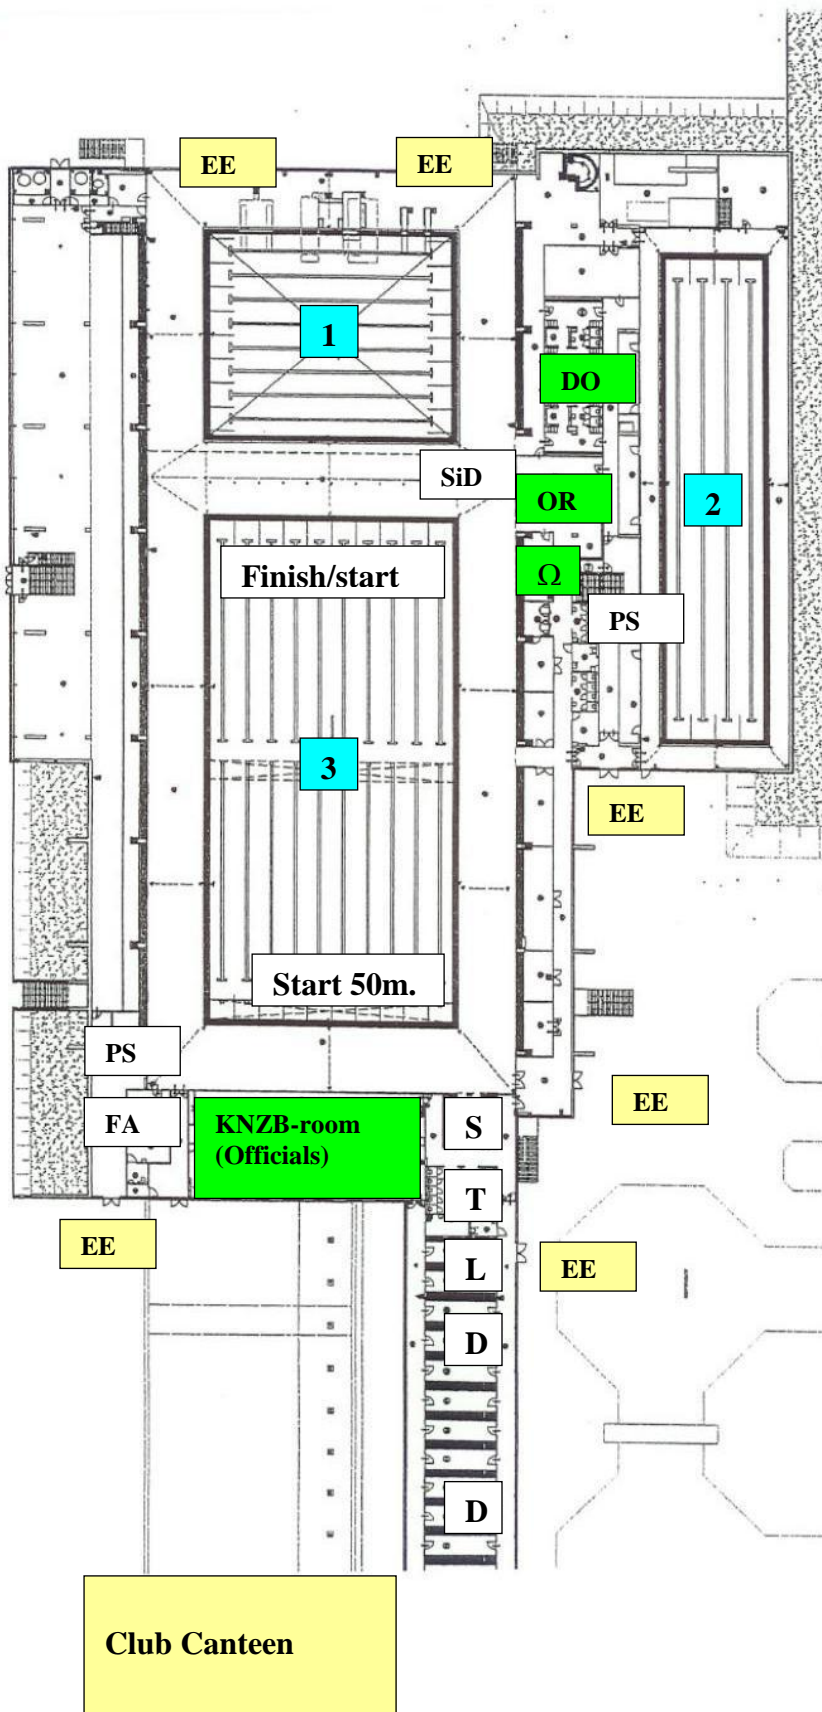 EE
EE
1
DO
SiD
OR
2
Finish/start
Ω
PS
3
EE
Start 50m.
PS
EE
FA
KNZB-room
(Officials)
S
T
EE
L
EE
D
D
Club Canteen